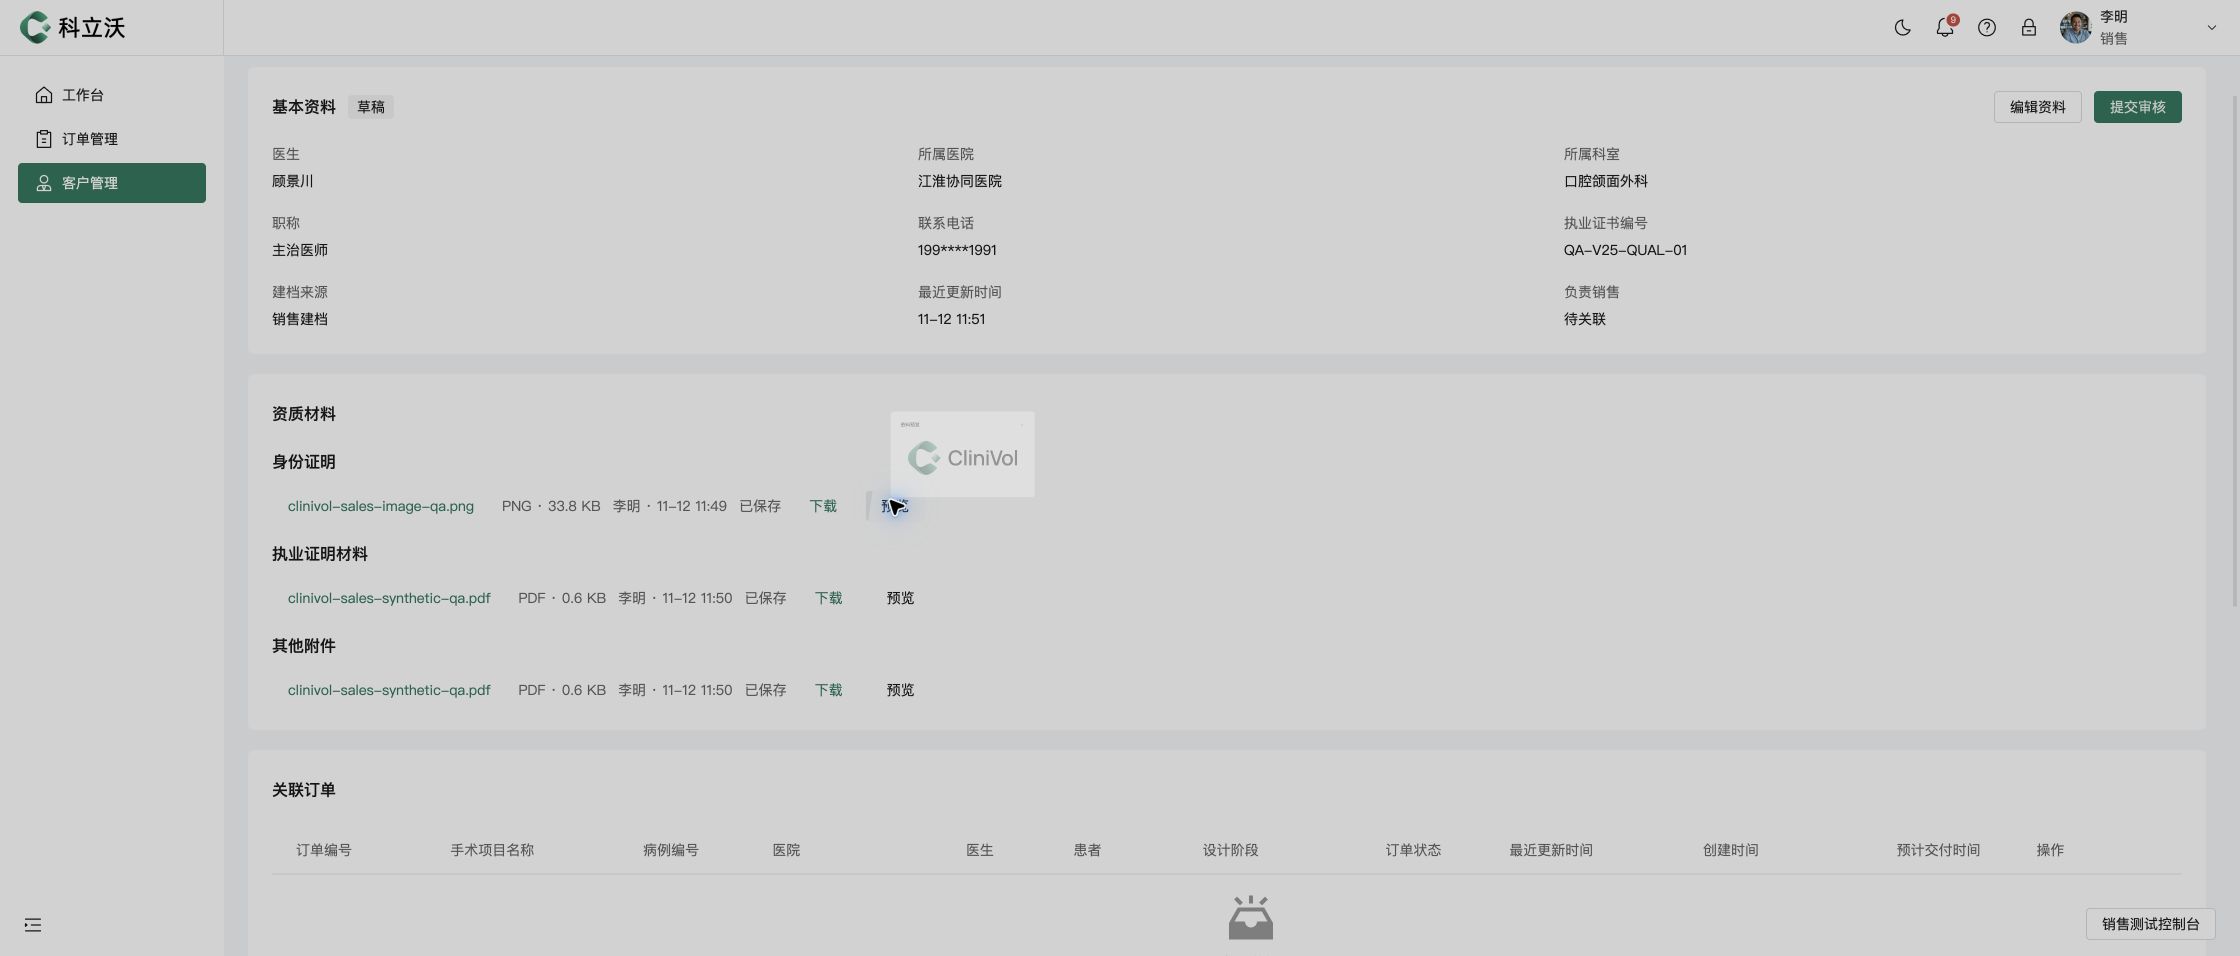 科立沃
9
李明
销售
工作台
订单管理
客户管理
基本资料 草稿 编辑资料 提交审核
医生 所属医院 所属科室
顾景川 江淮协同医院 口腔颌面外科
职称 联系电话 执业证书编号
主治医师 199****1991 QA-V25-QUAL-01
建档来源 最近更新时间 负责销售
销售建档 11-12 11:51 待关联
资质材料
CliniVol
身份证明
clinivol-sales-image-qa.png PNG · 33.8 KB 李明 · 11-12 11:49 已保存 下载 预览
执业证明材料
clinivol-sales-synthetic-qa.pdf PDF · 0.6 KB 李明 · 11-12 11:50 已保存 下载 预览
其他附件
clinivol-sales-synthetic-qa.pdf PDF · 0.6 KB 李明 · 11-12 11:50 已保存 下载 预览
关联订单
订单编号 手术项目名称 病例编号 医院 医生 患者 设计阶段 订单状态 最近更新时间 创建时间 预计交付时间 操作
销售测试控制台